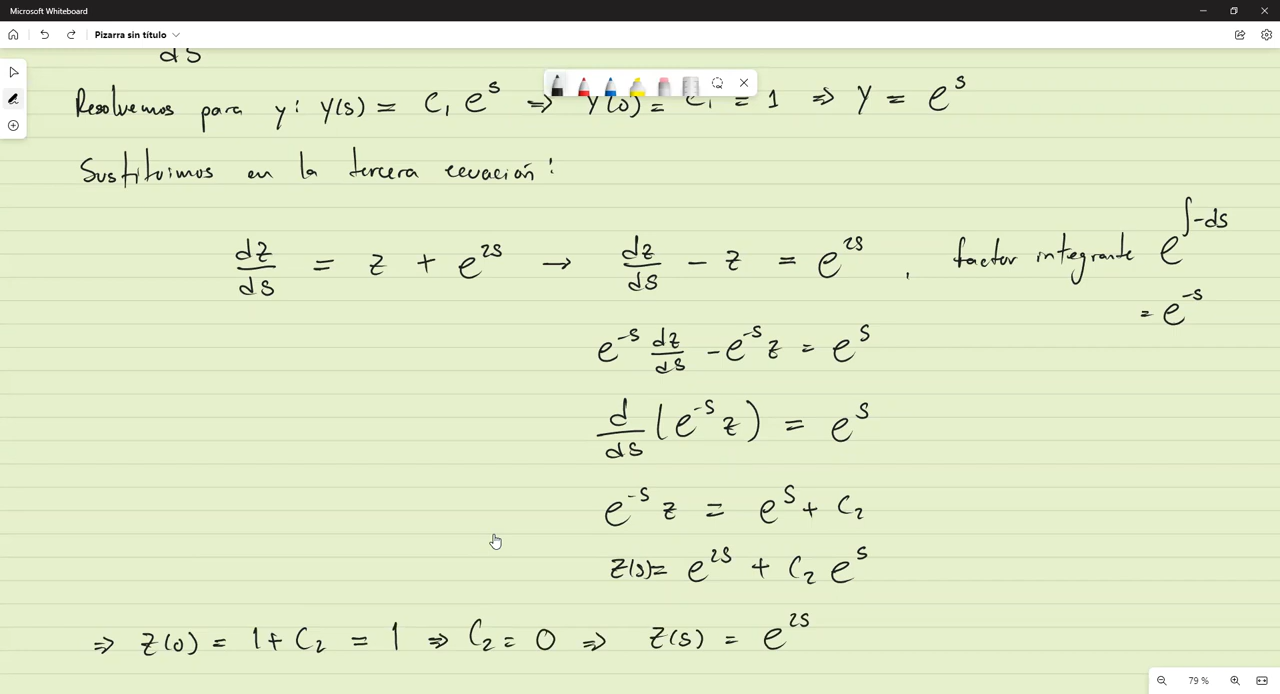 Microsoft Whiteboard
Pizarra sin título
ds
Resolvemos para y: y(s) = c₁ e^s ⇒ y(0) = c₁ = 1 ⇒ y = e^s
Sustituimos en la tercera ecuación:
dz/ds = z + e^{2s} → dz/ds - z = e^{2s} , factor integrante e^{∫-ds}
= e^{-s}
e^{-s} dz/ds - e^{-s} z = e^s
d/ds (e^{-s} z) = e^s
e^{-s} z = e^s + C₂
z(s) = e^{2s} + C₂ e^s
⇒ z(0) = 1 + C₂ = 1 ⇒ C₂ = 0 ⇒ z(s) = e^{2s}
79 %